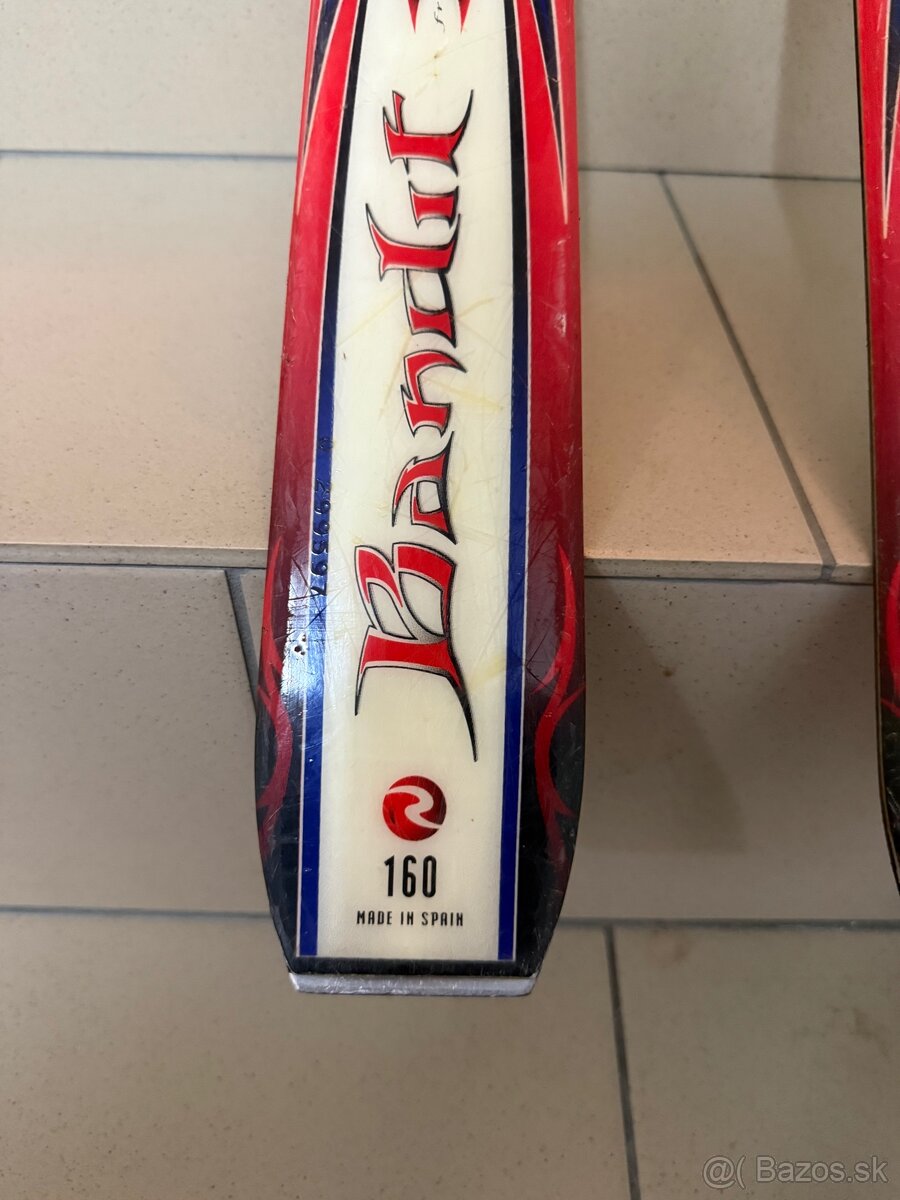 Bandit
160
MADE IN SPAIN
@( Bazos.sk